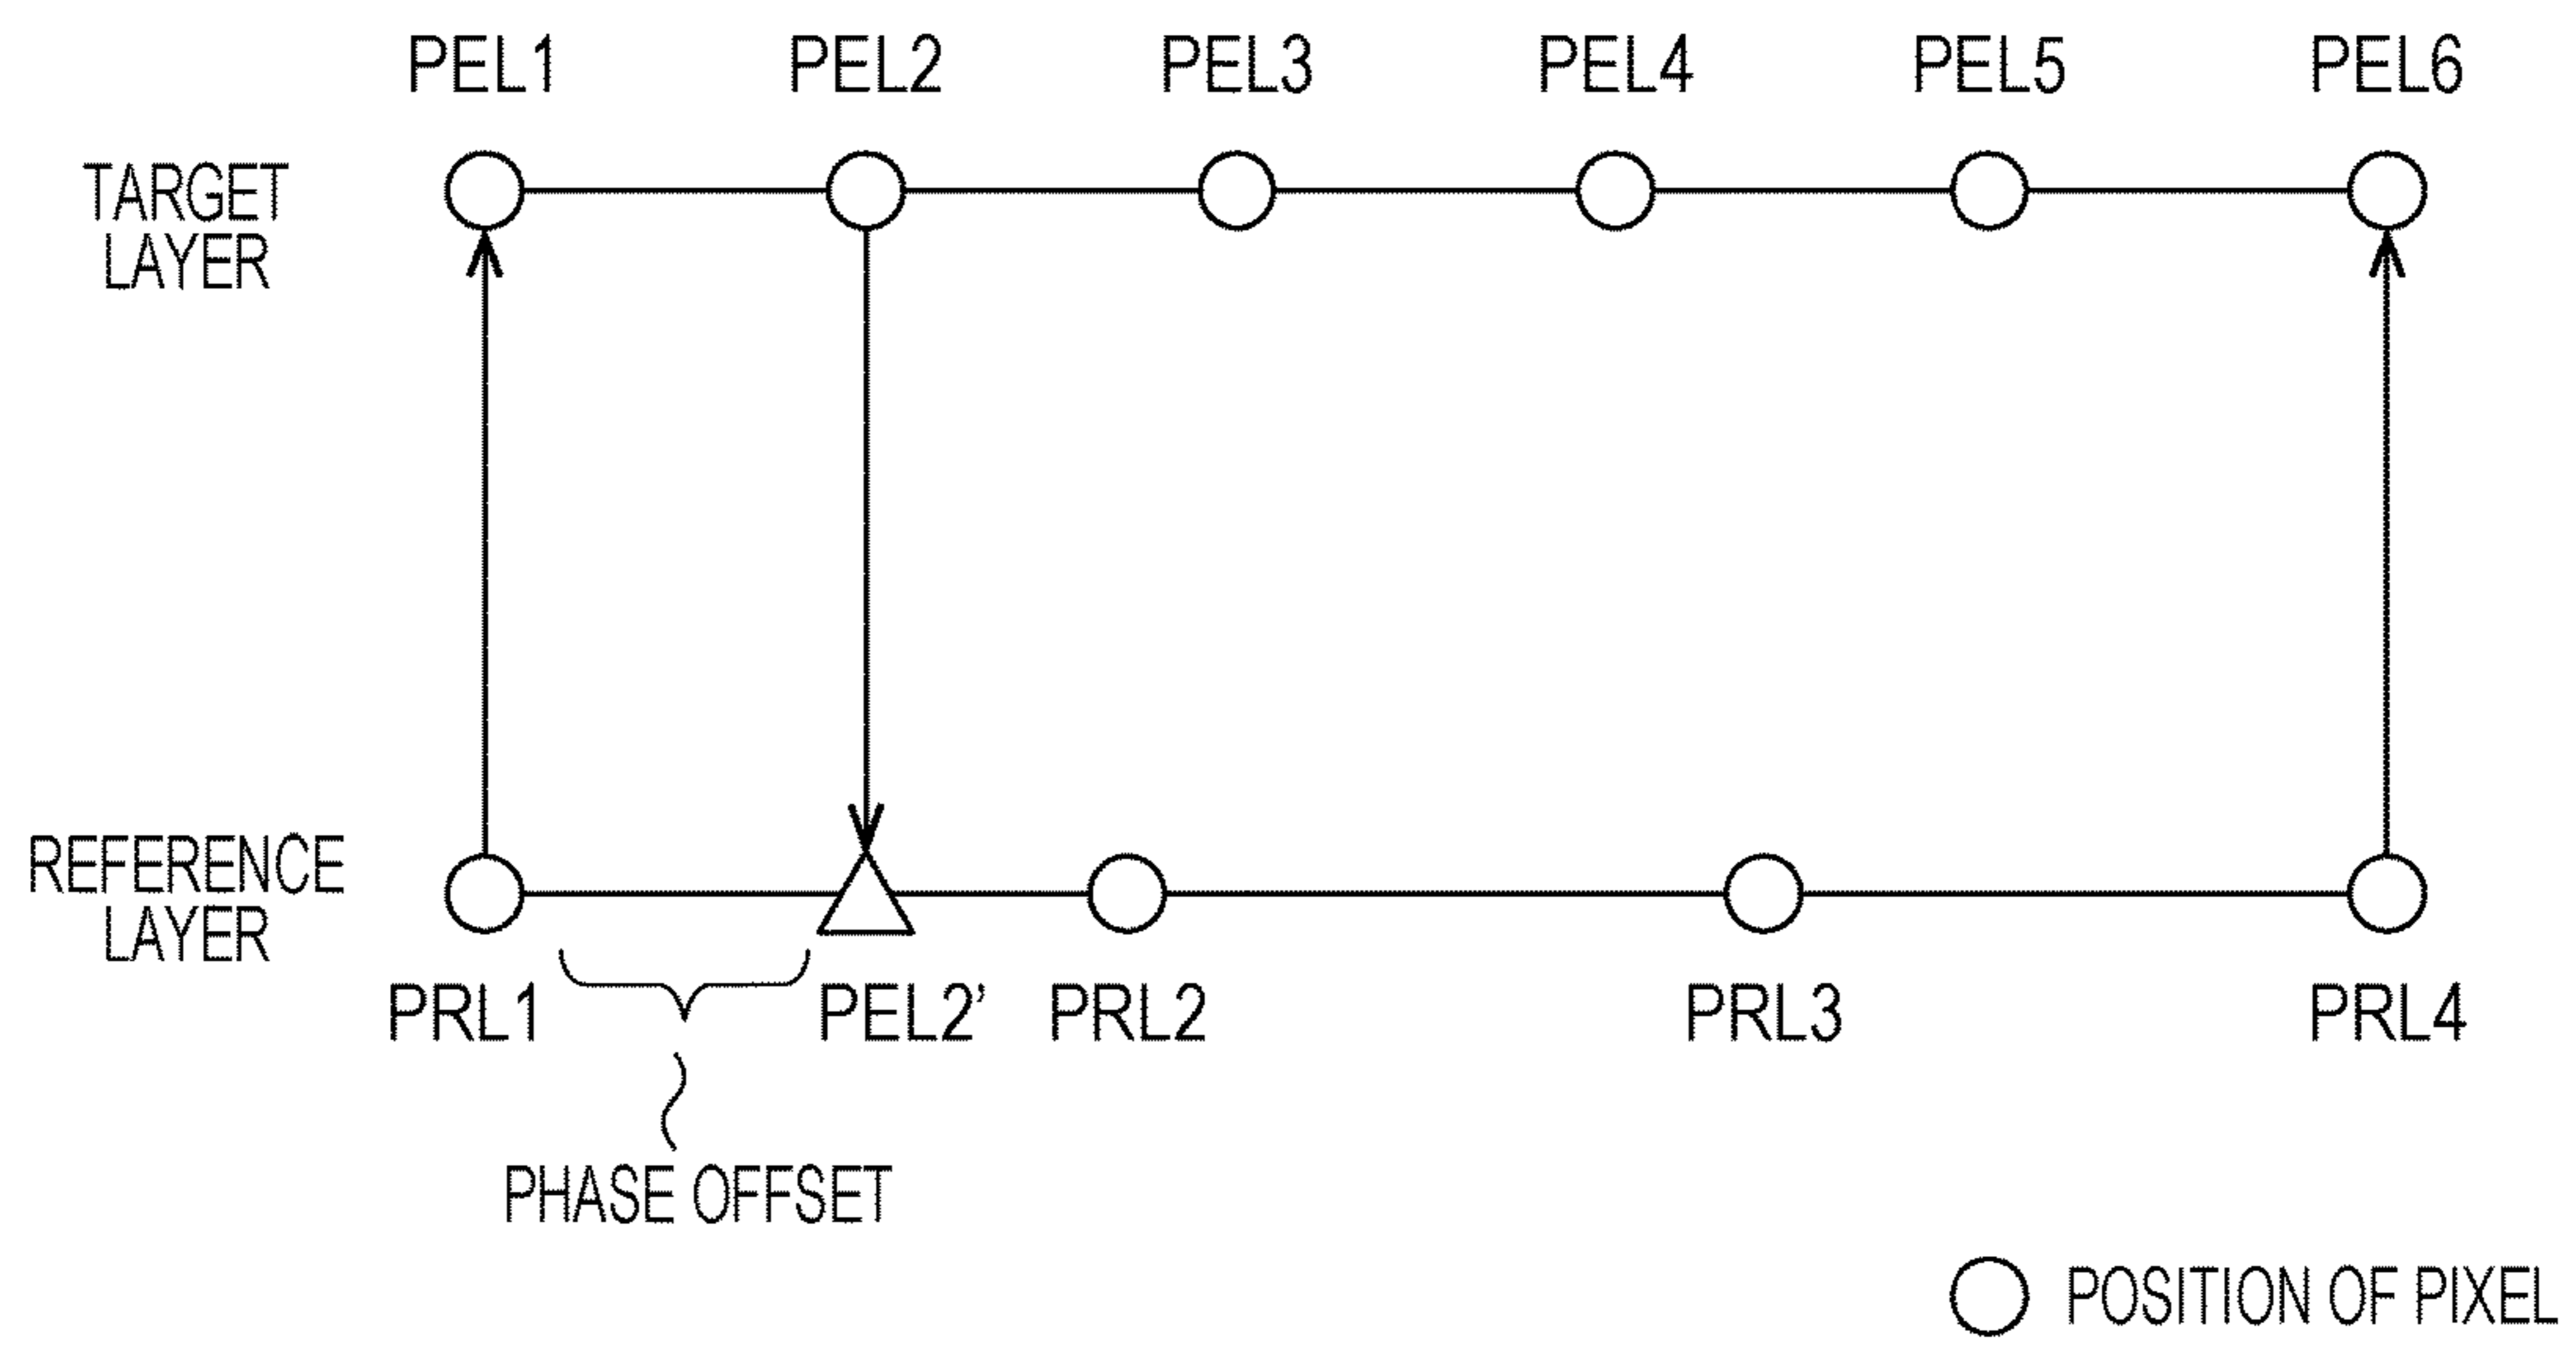 PEL1 PEL2 PEL3 PEL4 PEL5 PEL6
TARGET
LAYER
REFERENCE
LAYER
PRL1 PEL2’ PRL2 PRL3 PRL4
PHASE OFFSET
POSITION OF PIXEL